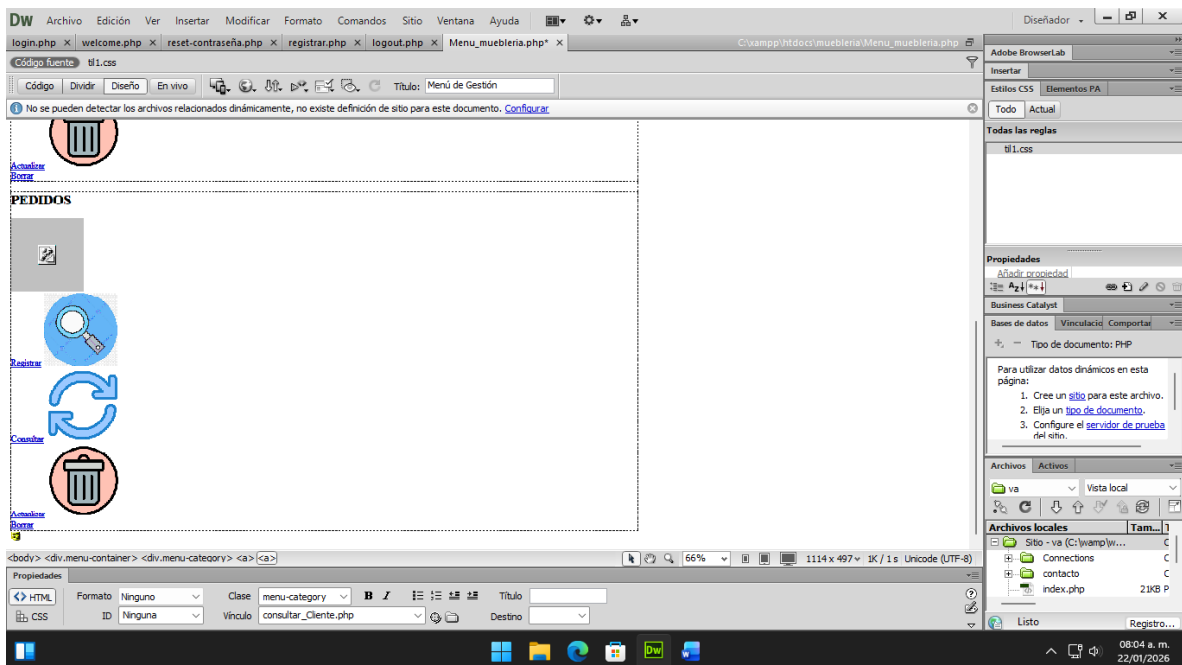 DW Archivo Edición Ver Insertar Modificar Formato Comandos Sitio Ventana Ayuda Diseñador
login.php × welcome.php × reset-contraseña.php × registrar.php × logout.php × Menu_muebleria.php* × C:\xampp\htdocs\muebleria\Menu_muebleria.php
Código fuente til1.css
Código Dividir Diseño En vivo Título: Menú de Gestión
No se pueden detectar los archivos relacionados dinámicamente, no existe definición de sitio para este documento. Configurar
Actualizar
Borrar
PEDIDOS
Registrar
Consultar
Actualizar
Borrar
<body> <div.menu-container> <div.menu-category> <a> <a> 66% 1114 x 497 1K / 1 s Unicode (UTF-8)
Propiedades
HTML Formato Ninguno Clase menu-category B I Título
CSS ID Ninguna Vínculo consultar_Cliente.php Destino
Adobe BrowserLab
Insertar
Estilos CSS Elementos PA
Todo Actual
Todas las reglas
til1.css
Propiedades
Añadir propiedad
Az↓ **↓
Business Catalyst
Bases de datos Vinculacio Comportar
Tipo de documento: PHP
Para utilizar datos dinámicos en esta
página:
1. Cree un sitio para este archivo.
2. Elija un tipo de documento.
3. Configure el servidor de prueba
del sitio.
Archivos Activos
va Vista local
Archivos locales Tam... T
Sitio - va (C:\wamp\w... C
Connections C
contacto C
index.php 21KB P
Listo Registro...
Dw
08:04 a. m.
22/01/2026